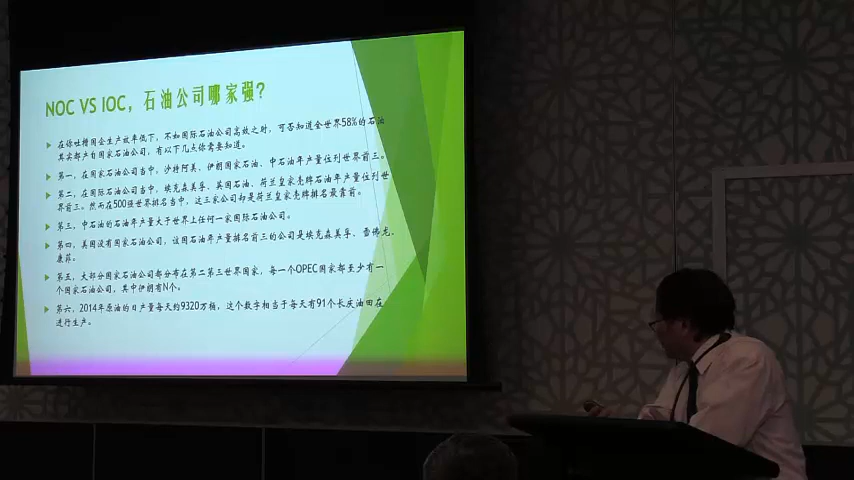 NOC VS IOC，石油公司哪家强？
在你吐槽国企生产效率低下，不如国际石油公司高效之时，可否知道全世界58%的石油
其实都产自国家石油公司，有以下几点你需要知道。
第一，在国家石油公司当中，沙特阿美、伊朗国家石油、中石油年产量位列世界前三。
第二，在国际石油公司当中，埃克森美孚、英国石油、荷兰皇家壳牌石油年产量位列世
界前三。然而在500强世界排名当中，这三家公司却是荷兰皇家壳牌排名最靠前。
第三，中石油的石油年产量大于世界上任何一家国际石油公司。
第四，美国没有国家石油公司，该国石油年产量排名前三的公司是埃克森美孚、雪佛龙、
康菲。
第五，大部分国家石油公司都分布在第二第三世界国家，每一个OPEC国家都至少有一
个国家石油公司，其中伊朗有N个。
第六，2014年原油的日产量每天约9320万桶，这个数字相当于每天有91个长庆油田在
进行生产。